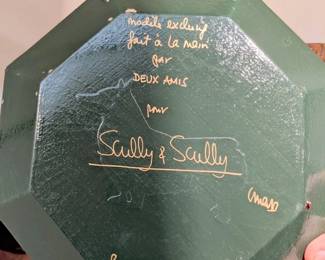 modèle exclusif
fait à la main
par
DEUX AMIS
pour
Scully & Scully